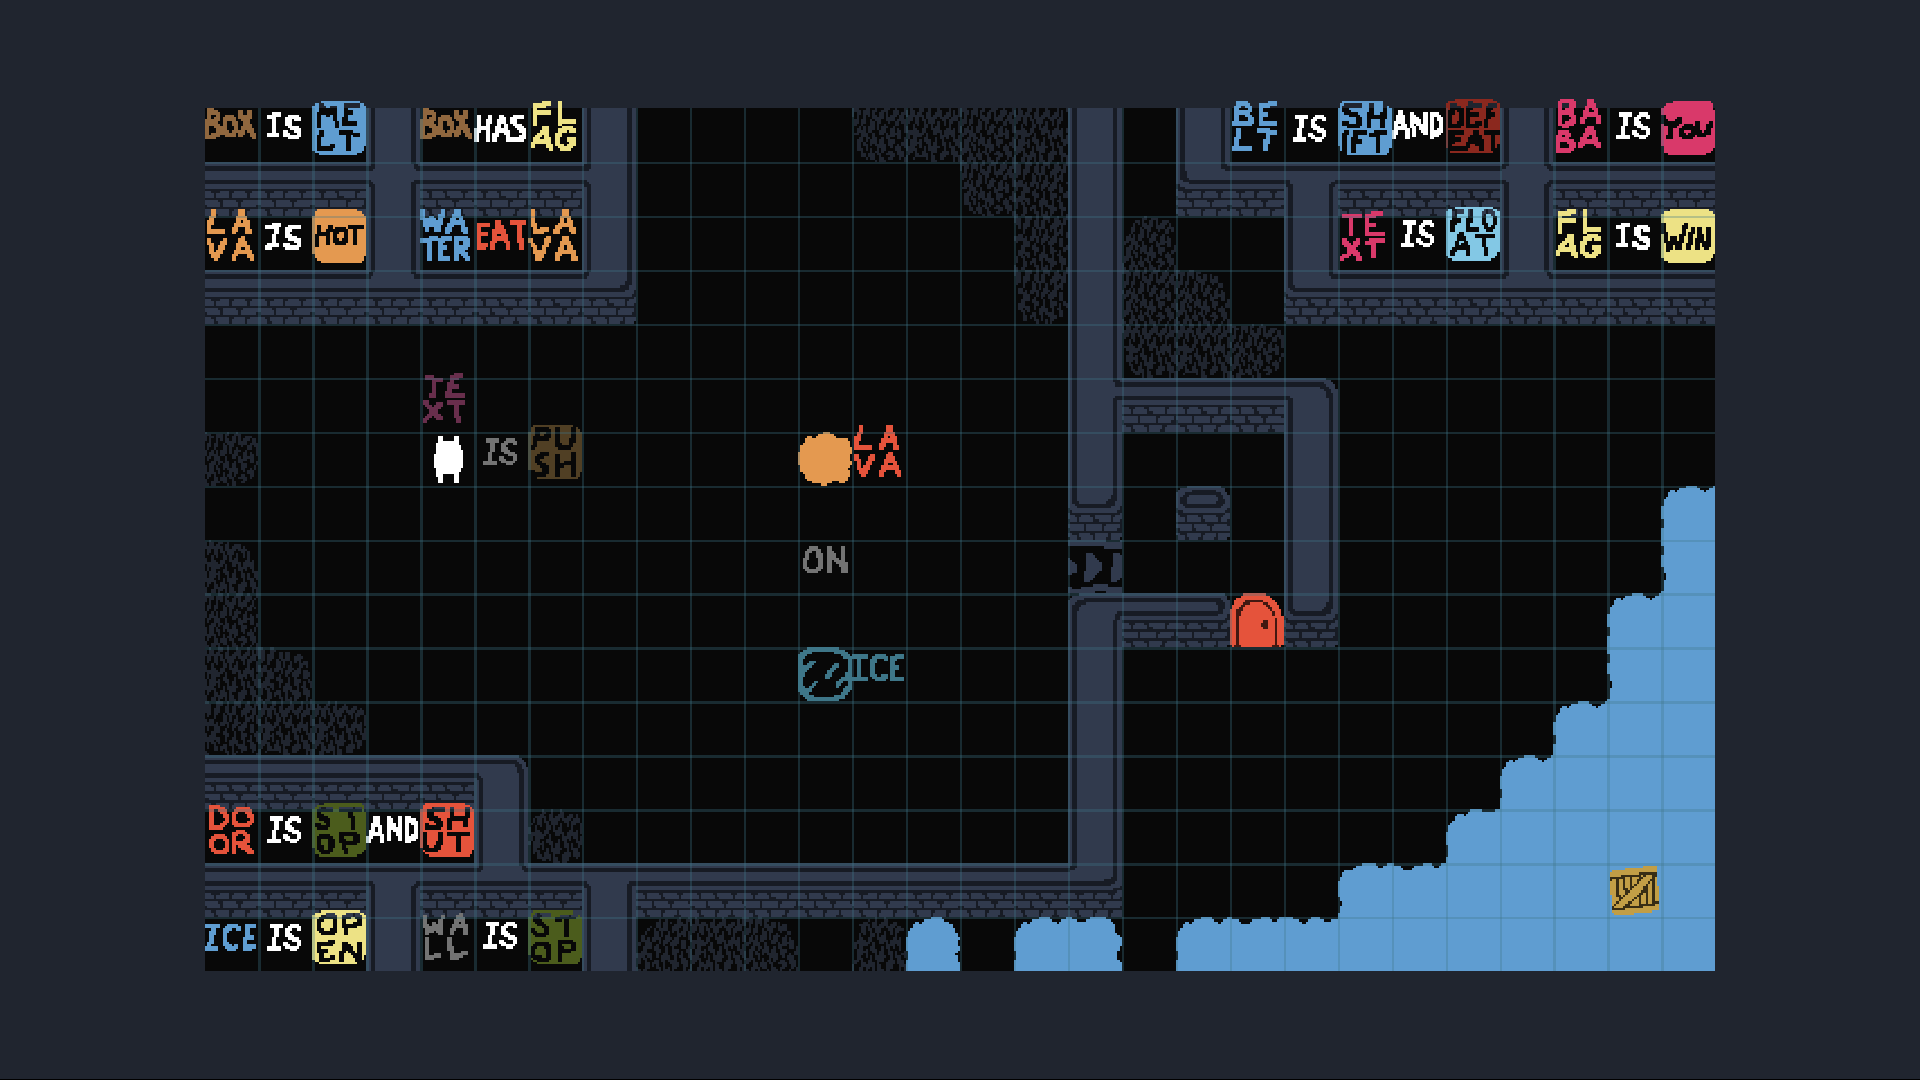 BOX IS MELT BOX HAS FLAG BELT IS SHIFT AND DEFEAT BABA IS YOU
LAVA IS HOT WATER EAT LAVA TEXT IS FLOAT FLAG IS WIN
TEXT
IS PUSH LAVA
ON
ICE
DOOR IS STOP AND SHUT
ICE IS OPEN WALL IS STOP